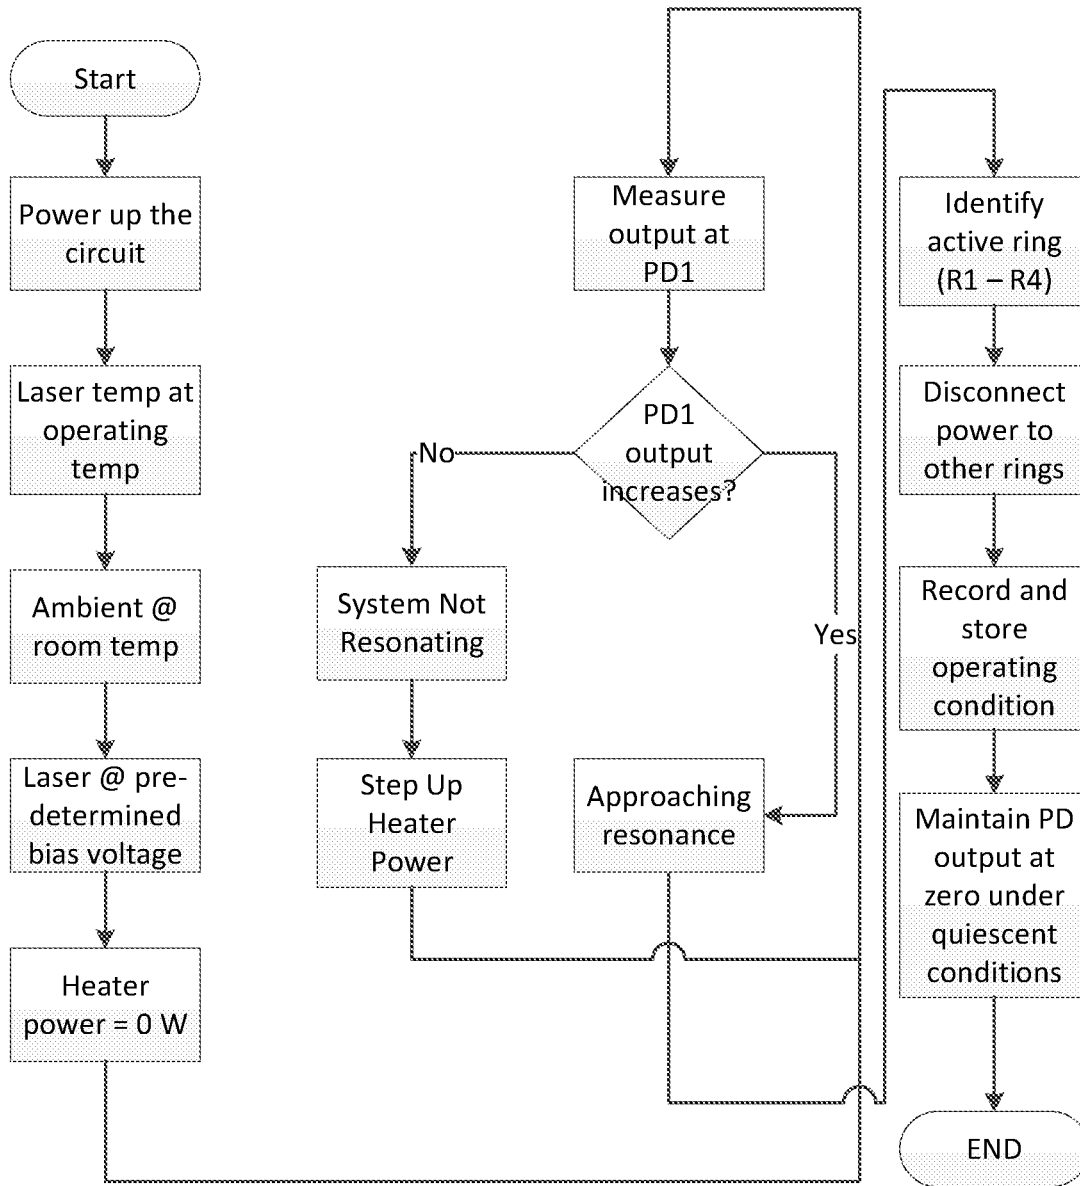 Start
Power up the
circuit
Laser temp at
operating
temp
Ambient @
room temp
Laser @ pre-
determined
bias voltage
Heater
power = 0 W
Measure
output at
PD1
PD1
output
increases?
No
Yes
System Not
Resonating
Step Up
Heater
Power
Approaching
resonance
Identify
active ring
(R1 – R4)
Disconnect
power to
other rings
Record and
store
operating
condition
Maintain PD
output at
zero under
quiescent
conditions
END